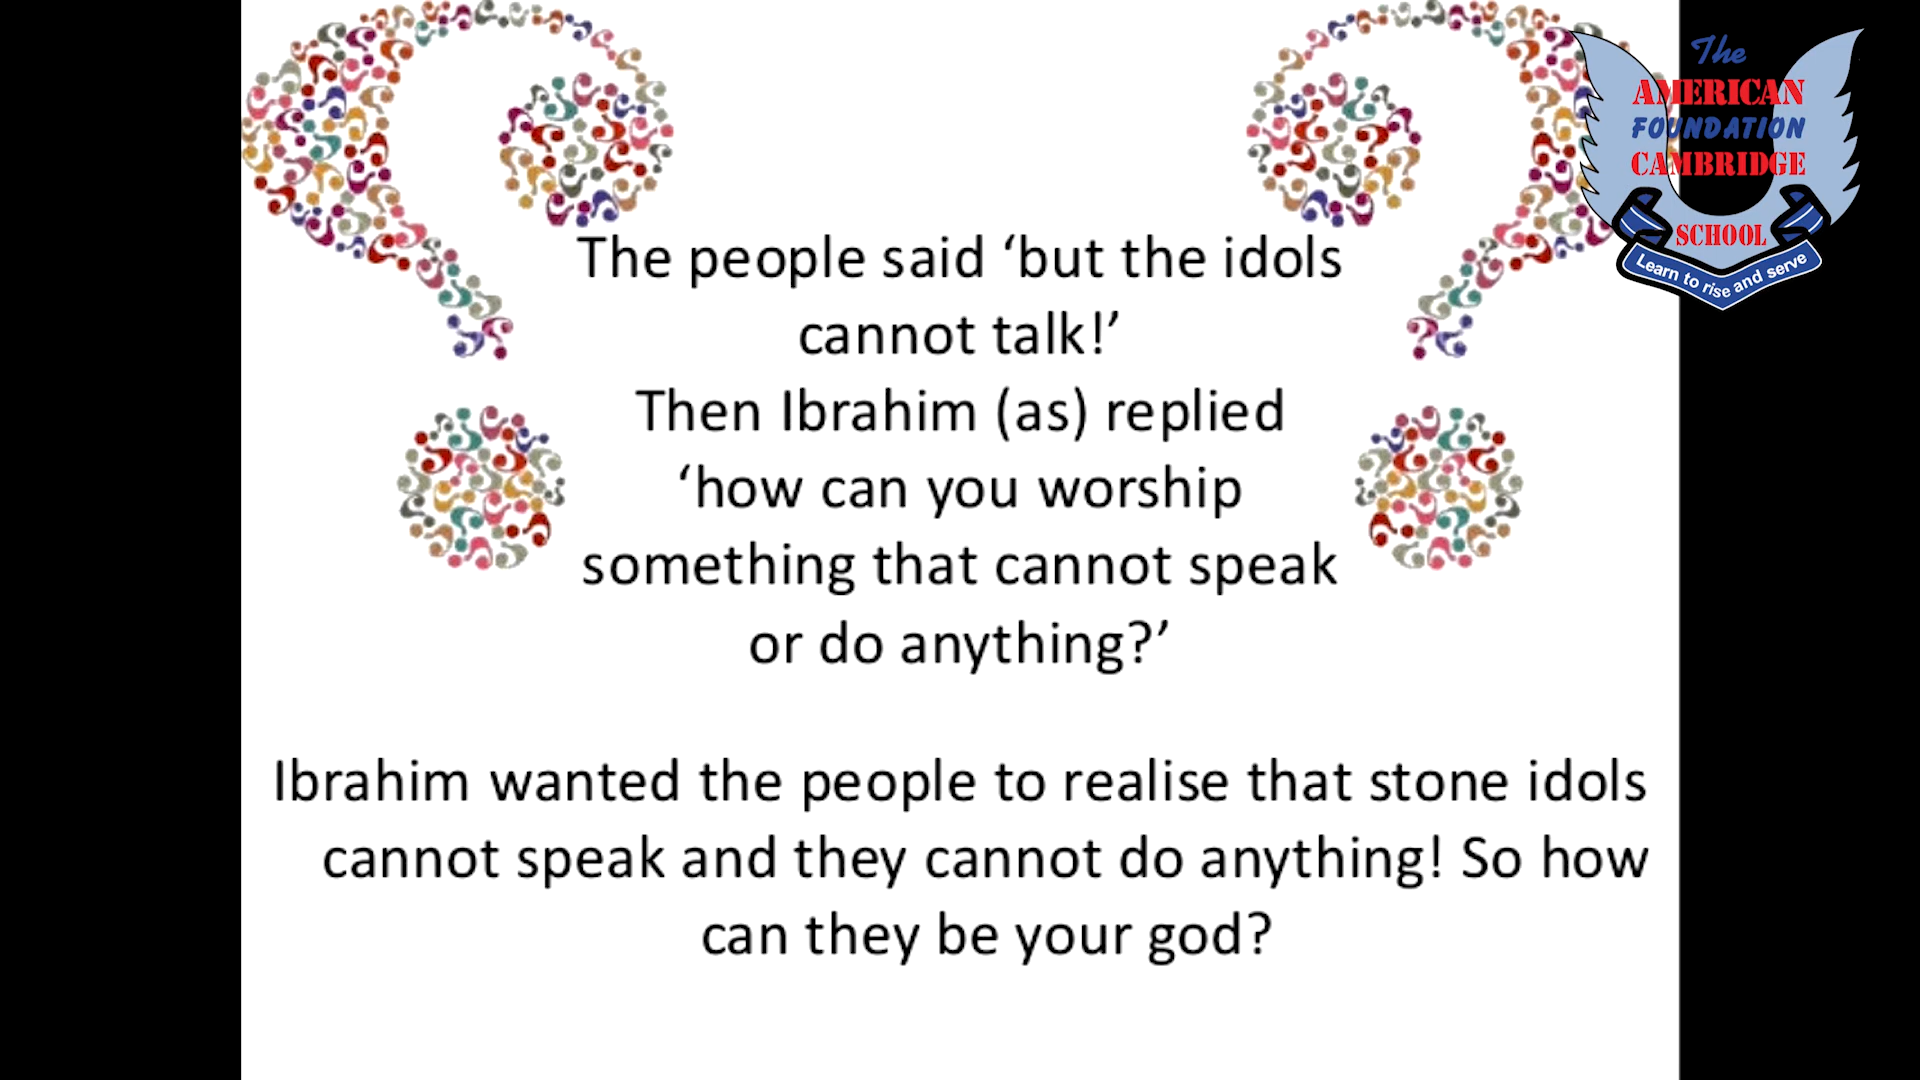 The
AMERICAN
FOUNDATION
CAMBRIDGE
SCHOOL
Learn to rise and serve
The people said ‘but the idols
cannot talk!’
Then Ibrahim (as) replied
‘how can you worship
something that cannot speak
or do anything?’
Ibrahim wanted the people to realise that stone idols
cannot speak and they cannot do anything! So how
can they be your god?